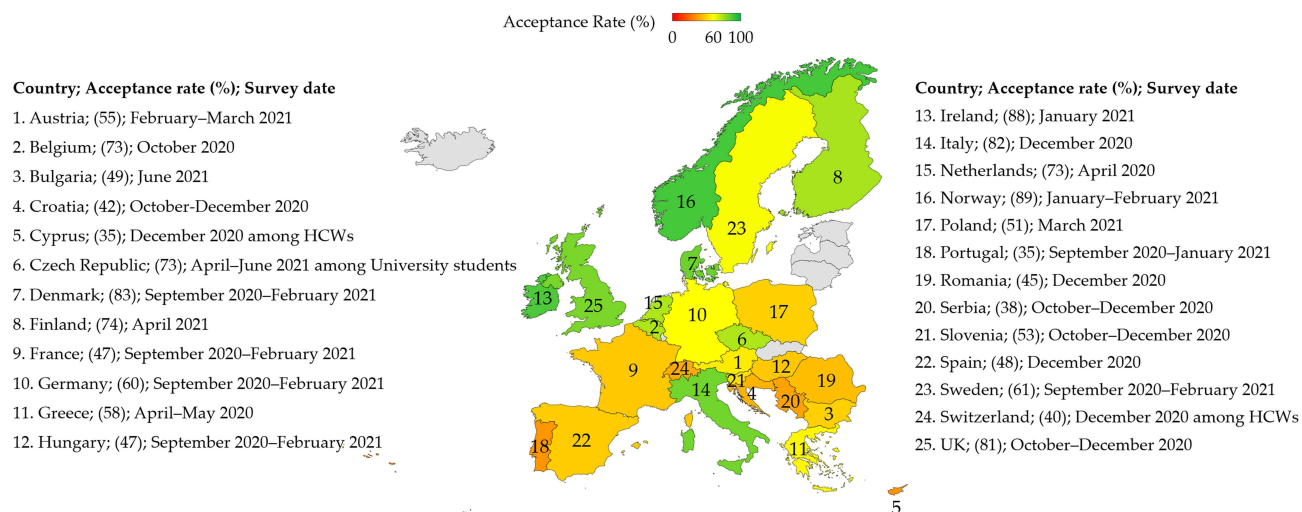 Acceptance Rate (%)
0 60 100
Country; Acceptance rate (%); Survey date
1. Austria; (55); February–March 2021
2. Belgium; (73); October 2020
3. Bulgaria; (49); June 2021
4. Croatia; (42); October-December 2020
5. Cyprus; (35); December 2020 among HCWs
6. Czech Republic; (73); April–June 2021 among University students
7. Denmark; (83); September 2020–February 2021
8. Finland; (74); April 2021
9. France; (47); September 2020–February 2021
10. Germany; (60); September 2020–February 2021
11. Greece; (58); April–May 2020
12. Hungary; (47); September 2020–February 2021
8
16
23
7
13
25
15
10
17
2
6
9
24
1
12
21
14
4
20
19
3
18
22
11
5
Country; Acceptance rate (%); Survey date
13. Ireland; (88); January 2021
14. Italy; (82); December 2020
15. Netherlands; (73); April 2020
16. Norway; (89); January–February 2021
17. Poland; (51); March 2021
18. Portugal; (35); September 2020–January 2021
19. Romania; (45); December 2020
20. Serbia; (38); October–December 2020
21. Slovenia; (53); October–December 2020
22. Spain; (48); December 2020
23. Sweden; (61); September 2020–February 2021
24. Switzerland; (40); December 2020 among HCWs
25. UK; (81); October–December 2020